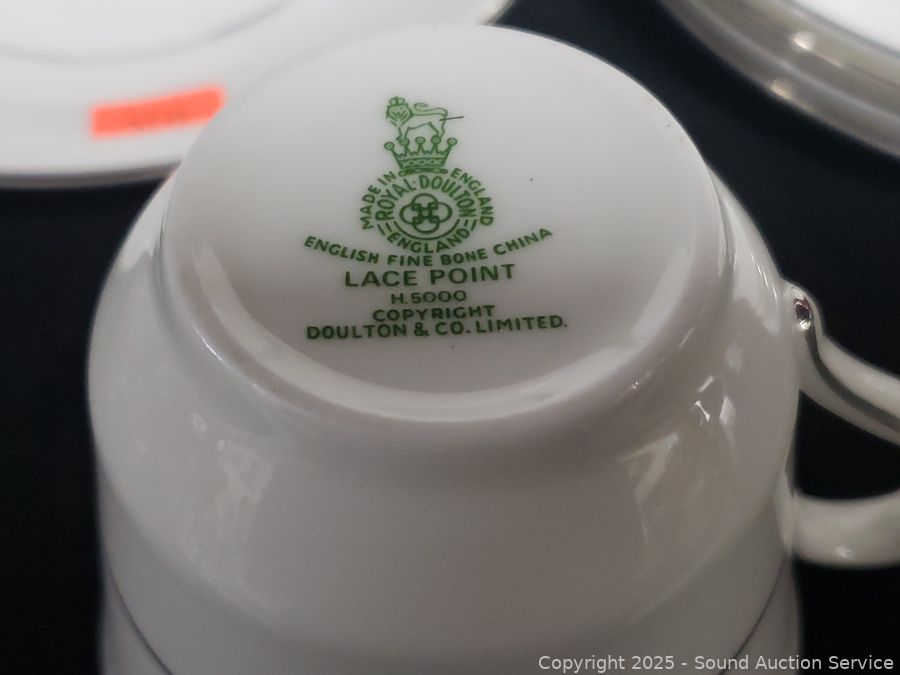 MADE IN ENGLAND
ROYAL·DOULTON
ENGLAND
ENGLISH FINE BONE CHINA
LACE POINT
H.5000
COPYRIGHT
DOULTON & CO. LIMITED.
Copyright 2025 - Sound Auction Service